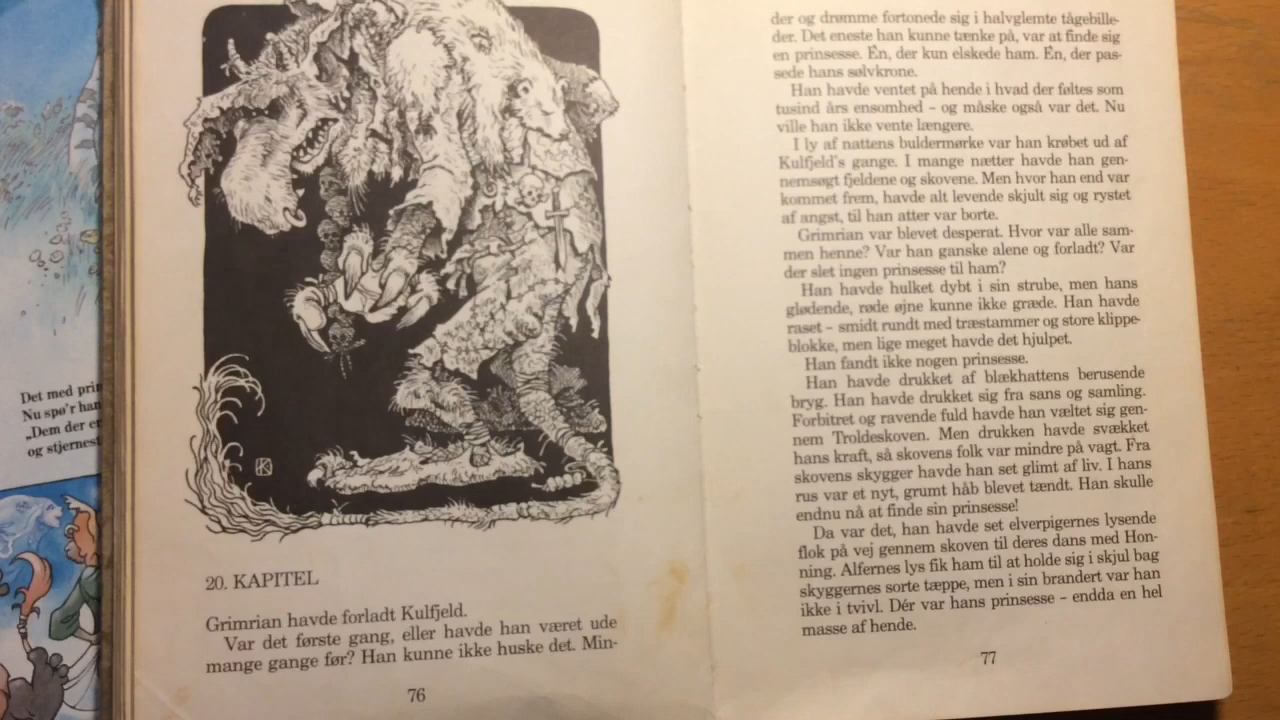 Det med prin
Nu spø'r han
„Dem der er
og stjernest
20. KAPITEL
Grimrian havde forladt Kulfjeld.
Var det første gang, eller havde han været ude
mange gange før? Han kunne ikke huske det. Min-
76
der og drømme fortonede sig i halvglemte tågebille-
der. Det eneste han kunne tænke på, var at finde sig
en prinsesse. Én, der kun elskede ham. Én, der pas-
sede hans sølvkrone.
Han havde ventet på hende i hvad der føltes som
tusind års ensomhed – og måske også var det. Nu
ville han ikke vente længere.
I ly af nattens buldermørke var han krøbet ud af
Kulfjeld's gange. I mange nætter havde han gen-
nemsøgt fjeldene og skovene. Men hvor han end var
kommet frem, havde alt levende skjult sig og rystet
af angst, til han atter var borte.
Grimrian var blevet desperat. Hvor var alle sam-
men henne? Var han ganske alene og forladt? Var
der slet ingen prinsesse til ham?
Han havde hulket dybt i sin strube, men hans
glødende, røde øjne kunne ikke græde. Han havde
raset – smidt rundt med træstammer og store klippe-
blokke, men lige meget havde det hjulpet.
Han fandt ikke nogen prinsesse.
Han havde drukket af blækhattens berusende
bryg. Han havde drukket sig fra sans og samling.
Forbitret og ravende fuld havde han væltet sig gen-
nem Troldeskoven. Men drukken havde svækket
hans kraft, så skovens folk var mindre på vagt. Fra
skovens skygger havde han set glimt af liv. I hans
rus var et nyt, grumt håb blevet tændt. Han skulle
endnu nå at finde sin prinsesse!
Da var det, han havde set elverpigernes lysende
flok på vej gennem skoven til deres dans med Hon-
ning. Alfernes lys fik ham til at holde sig i skjul bag
skyggernes sorte tæppe, men i sin brandert var han
ikke i tvivl. Dér var hans prinsesse – endda en hel
masse af hende.
77